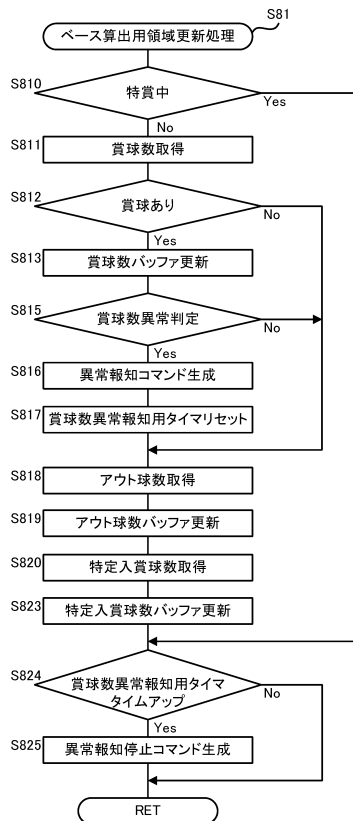 S81
ベース算出用領域更新処理
S810
特賞中
Yes
No
S811
賞球数取得
S812
賞球あり
No
Yes
S813
賞球数バッファ更新
S815
賞球数異常判定
No
Yes
S816
異常報知コマンド生成
S817
賞球数異常報知用タイマリセット
S818
アウト球数取得
S819
アウト球数バッファ更新
S820
特定入賞球数取得
S823
特定入賞球数バッファ更新
S824
賞球数異常報知用タイマ
タイムアップ
No
Yes
S825
異常報知停止コマンド生成
RET